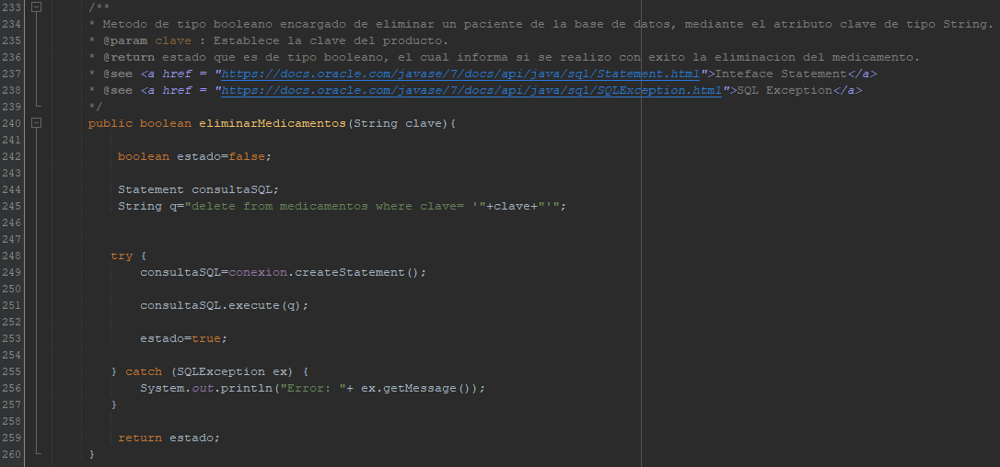 233 /**
234 * Metodo de tipo booleano encargado de eliminar un paciente de la base de datos, mediante el atributo clave de tipo String.
235 * @param clave : Establece la clave del producto.
236 * @return estado que es de tipo booleano, el cual informa si se realizo con exito la eliminacion del medicamento.
237 * @see <a href = "https://docs.oracle.com/javase/7/docs/api/java/sql/Statement.html">Inteface Statement</a>
238 * @see <a href = "https://docs.oracle.com/javase/7/docs/api/java/sql/SQLException.html">SQL Exception</a>
239 */
240 public boolean eliminarMedicamentos(String clave){
241
242 boolean estado=false;
243
244 Statement consultaSQL;
245 String q="delete from medicamentos where clave= '"+clave+"'";
246
247
248 try {
249 consultaSQL=conexion.createStatement();
250
251 consultaSQL.execute(q);
252
253 estado=true;
254
255 } catch (SQLException ex) {
256 System.out.println("Error: "+ ex.getMessage());
257 }
258
259 return estado;
260 }